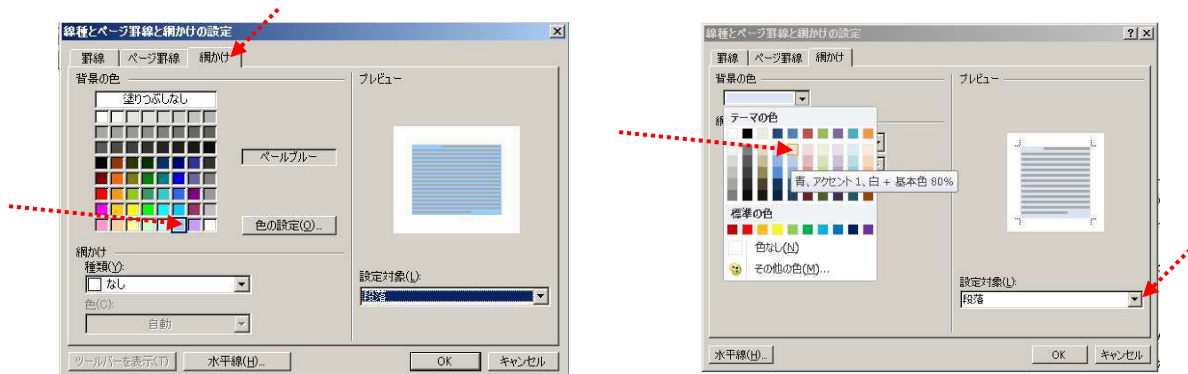 線種とページ罫線と網かけの設定
罫線
ページ罫線
網かけ
背景の色
塗りつぶしなし
ペールブルー
色の設定(O)...
網かけ
種類(Y):
なし
色(C):
自動
プレビュー
設定対象(L):
段落
ツールバーを表示(T)
水平線(H)...
OK
キャンセル
線種とページ罫線と網かけの設定
罫線
ページ罫線
網かけ
背景の色
網
テーマの色
青、アクセント 1、白 + 基本色 80%
標準の色
色なし(N)
その他の色(M)...
プレビュー
設定対象(L):
段落
水平線(H)...
OK
キャンセル